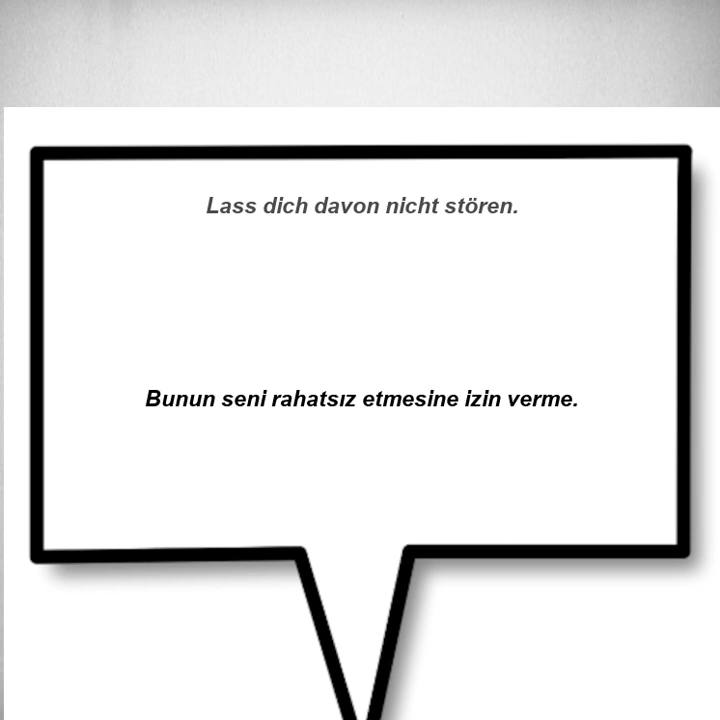 Lass dich davon nicht stören.
Bunun seni rahatsız etmesine izin verme.